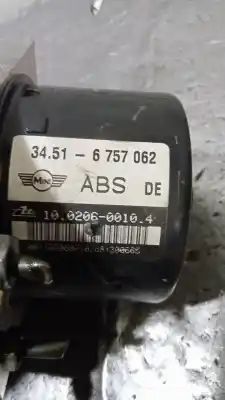 34.51 - 6 757 062
MINI ABS DE
Ate 10.0206-0010.4